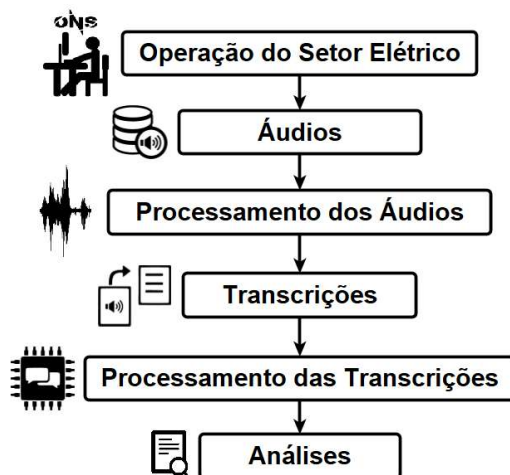 ONS
Operação do Setor Elétrico
Áudios
Processamento dos Áudios
Transcrições
Processamento das Transcrições
Análises